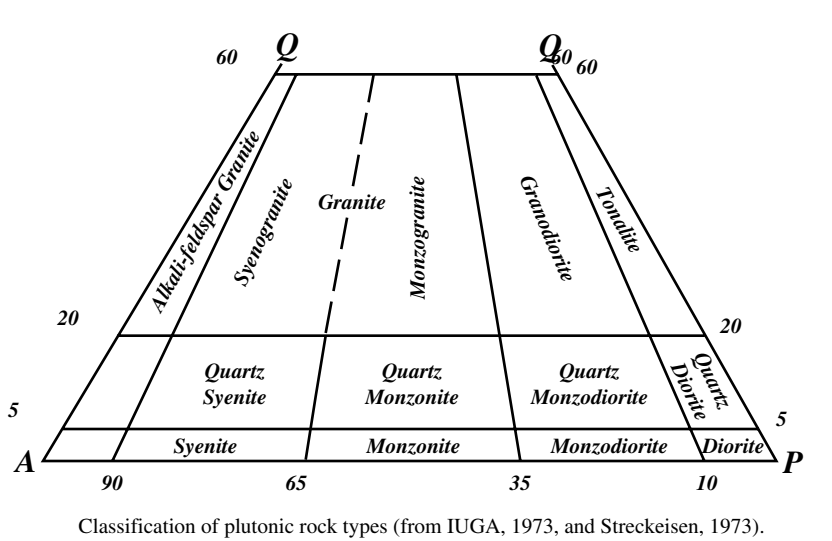 Q
Q
60
60
60
Alkali-feldspar Granite
Syenogranite
Granite
Monzogranite
Granodiorite
Tonalite
20
20
Quartz
Syenite
Quartz
Monzonite
Quartz
Monzodiorite
Quartz
Diorite
5
5
A
Syenite
Monzonite
Monzodiorite
Diorite
P
90
65
35
10
Classification of plutonic rock types (from IUGA, 1973, and Streckeisen, 1973).